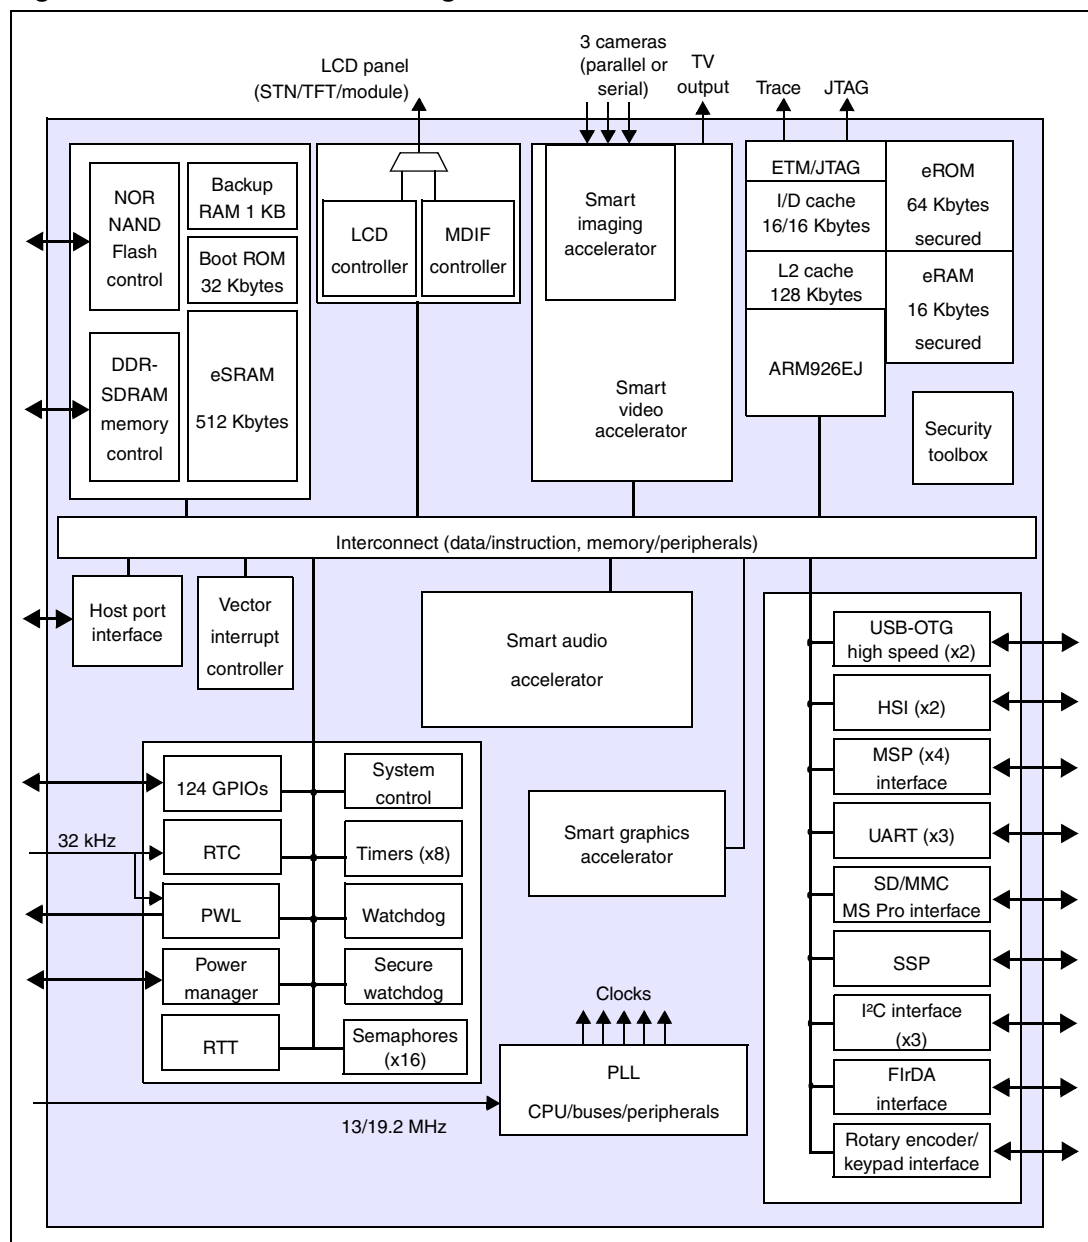 3 cameras
(parallel or
serial)
LCD panel
(STN/TFT/module)
TV
output
Trace
JTAG
NOR
NAND
Flash
control
Backup
RAM 1 KB
Boot ROM
32 Kbytes
DDR-
SDRAM
memory
control
eSRAM
512 Kbytes
LCD
controller
MDIF
controller
Smart
imaging
accelerator
Smart
video
accelerator
ETM/JTAG
I/D cache
16/16 Kbytes
L2 cache
128 Kbytes
ARM926EJ
eROM
64 Kbytes
secured
eRAM
16 Kbytes
secured
Security
toolbox
Interconnect (data/instruction, memory/peripherals)
Host port
interface
Vector
interrupt
controller
Smart audio
accelerator
Smart graphics
accelerator
124 GPIOs
System
control
32 kHz
RTC
Timers (x8)
PWL
Watchdog
Power
manager
Secure
watchdog
RTT
Semaphores
(x16)
Clocks
PLL
CPU/buses/peripherals
13/19.2 MHz
USB-OTG
high speed (x2)
HSI (x2)
MSP (x4)
interface
UART (x3)
SD/MMC
MS Pro interface
SSP
I²C interface
(x3)
FIrDA
interface
Rotary encoder/
keypad interface